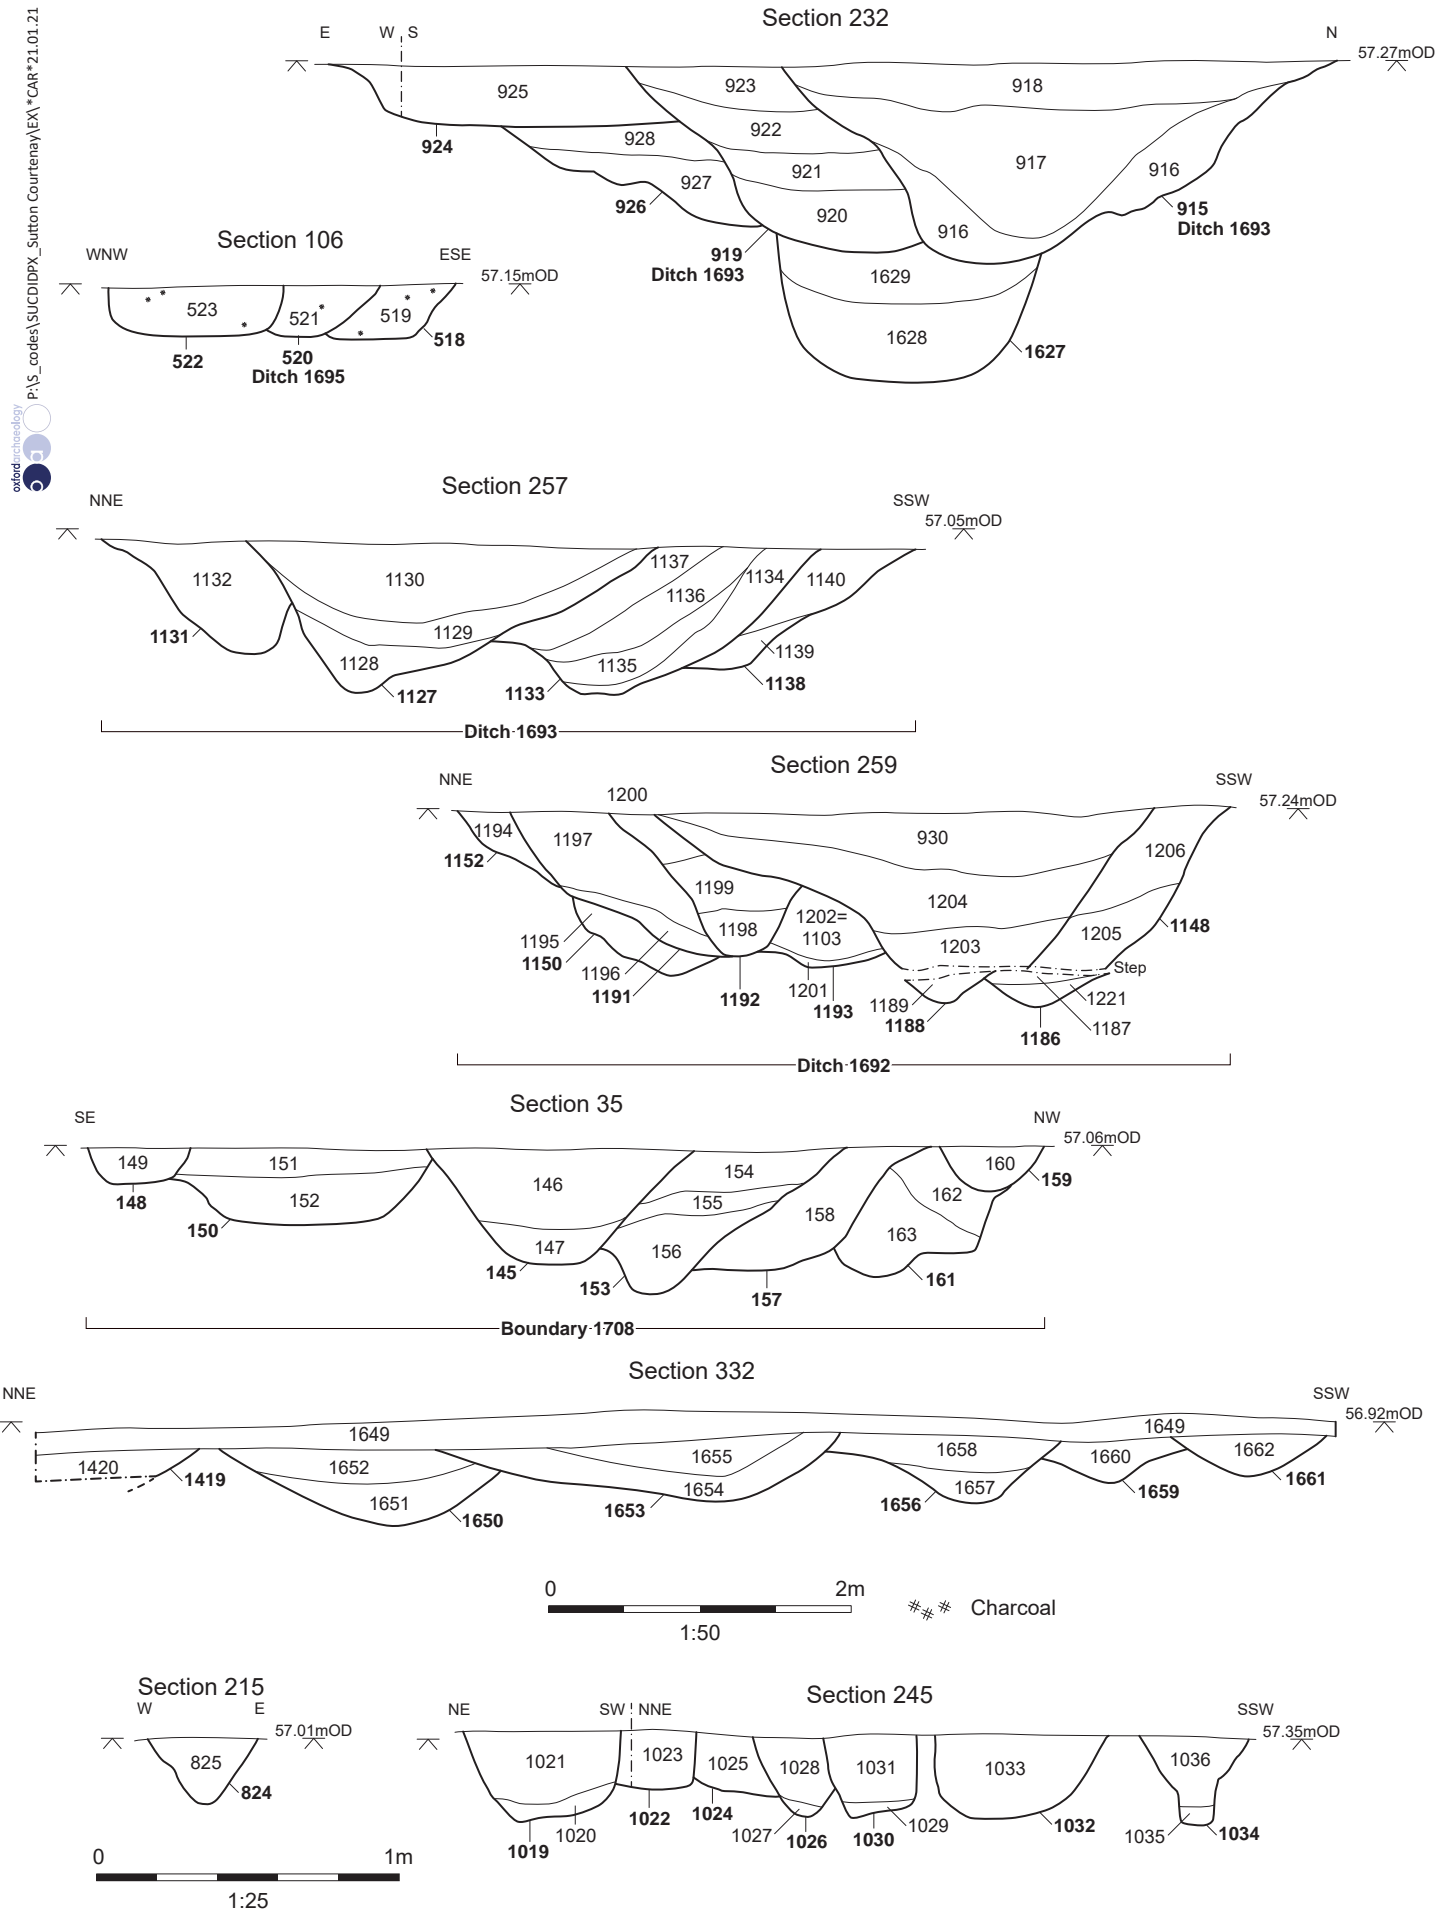 P:\S_codes\SUCDIDPX_Sutton Courtenay\EX\*CAR*21.01.21
oxfordarchaeology
Section 232
E W S N
57.27mOD
925 923 918
924 928 922
927 921 917 916
926 920 916 915
Ditch 1693
919
Ditch 1693
1629
1628 1627
Section 106
WNW ESE
57.15mOD
523 521 519
522 520 518
Ditch 1695
Section 257
NNE SSW
57.05mOD
1132 1130 1137 1136 1134 1140
1131 1129 1139
1128 1127 1135 1133 1138
Ditch 1693
Section 259
NNE SSW
57.24mOD
1200
1194 1197 930 1206
1152 1199 1204
1195 1198 1202=
1103 1203 1205 1148
1150 1196 Step
1191 1192 1201 1193 1189 1221
1188 1186 1187
Ditch 1692
Section 35
SE NW
57.06mOD
149 151 154 160 159
148 152 146 155 162
150 147 156 158 163
145 153 157 161
Boundary 1708
Section 332
NNE SSW
56.92mOD
1649 1649
1420 1419 1652 1655 1658 1660 1662
1651 1654 1657 1659 1661
1650 1653 1656
0 2m
1:50
Charcoal
Section 215
W E
57.01mOD
825
824
0 1m
1:25
Section 245
NE SW NNE SSW
57.35mOD
1021 1023 1025 1028 1031 1033 1036
1022 1024 1029 1032
1019 1020 1027 1026 1030 1035 1034